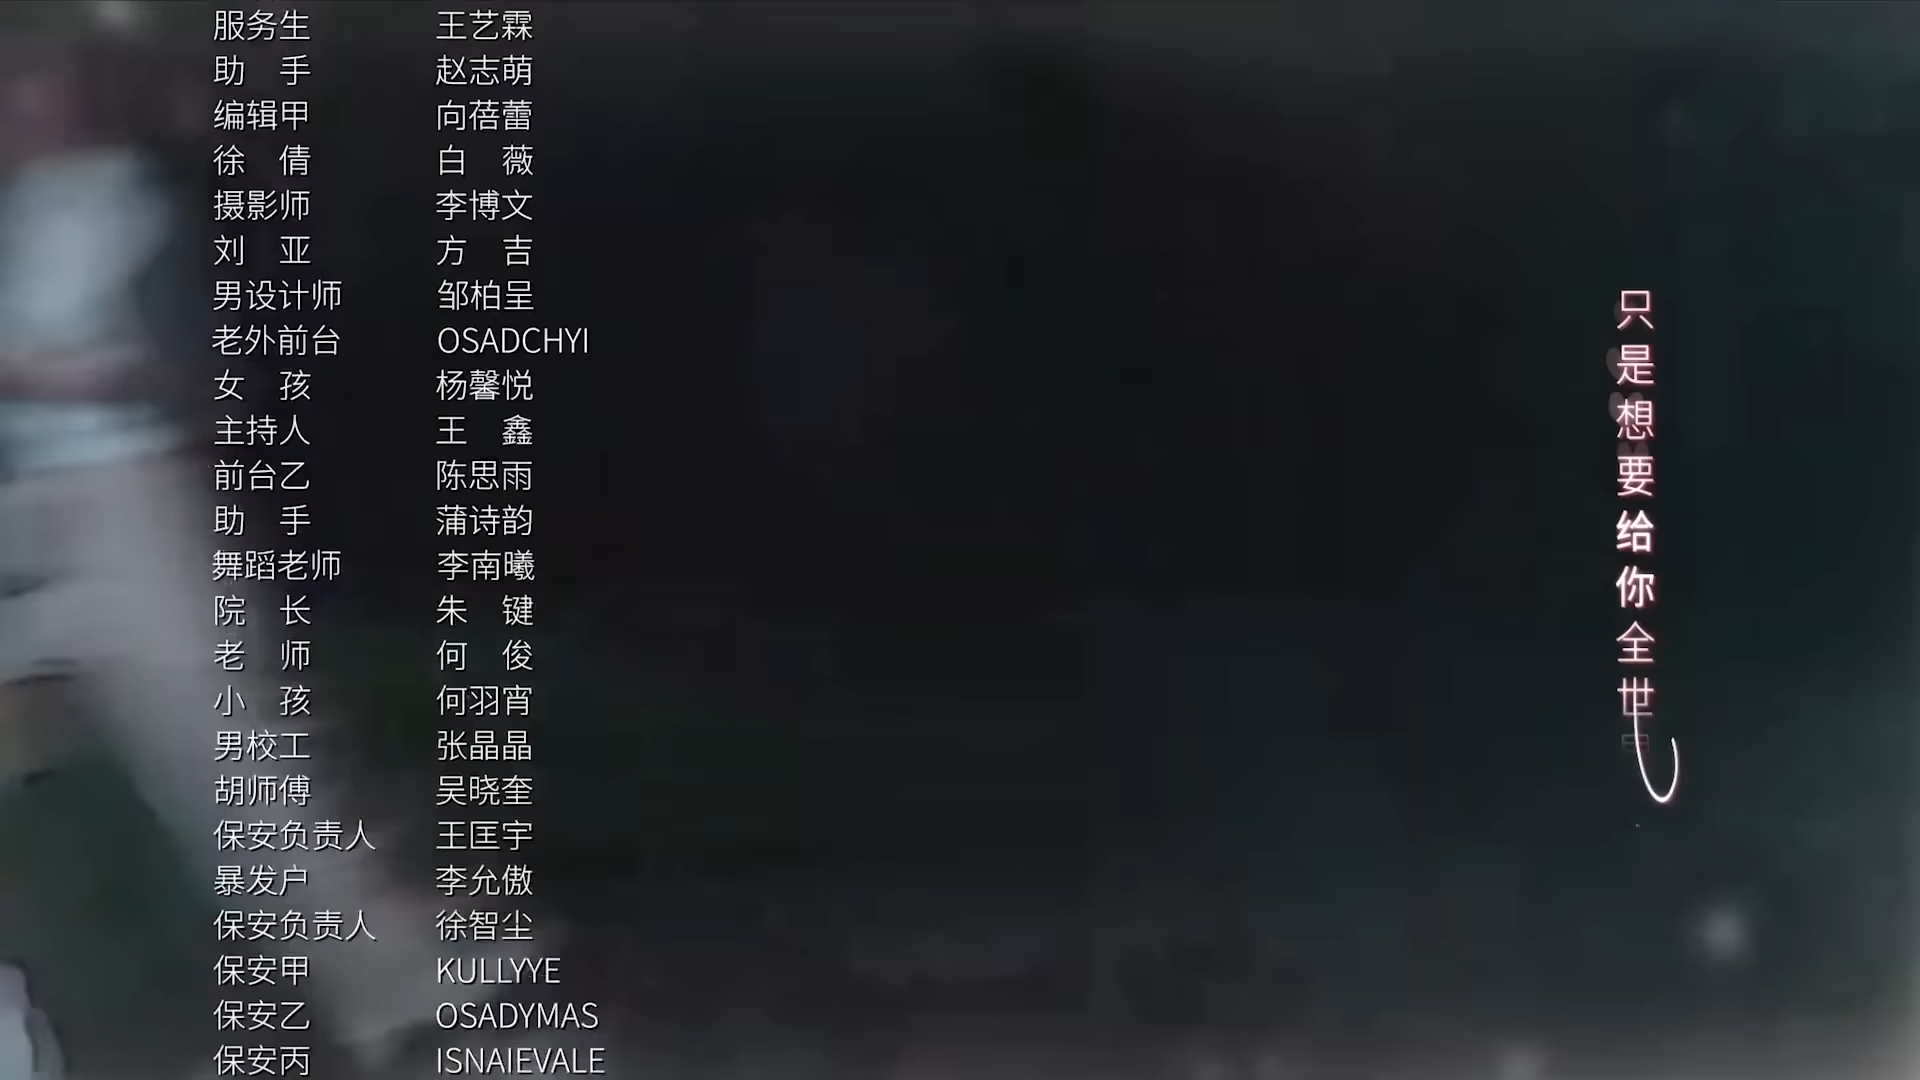 服务生 王艺霖
助 手 赵志萌
编辑甲 向蓓蕾
徐 倩 白 薇
摄影师 李博文
刘 亚 方 吉
男设计师 邹柏呈
老外前台 OSADCHYI
女 孩 杨馨悦
主持人 王 鑫
前台乙 陈思雨
助 手 蒲诗韵
舞蹈老师 李南曦
院 长 朱 键
老 师 何 俊
小 孩 何羽宵
男校工 张晶晶
胡师傅 吴晓奎
保安负责人 王匡宇
暴发户 李允傲
保安负责人 徐智尘
保安甲 KULLYYE
保安乙 OSADYMAS
保安丙 ISNAIEVALE
只是想要给你全世